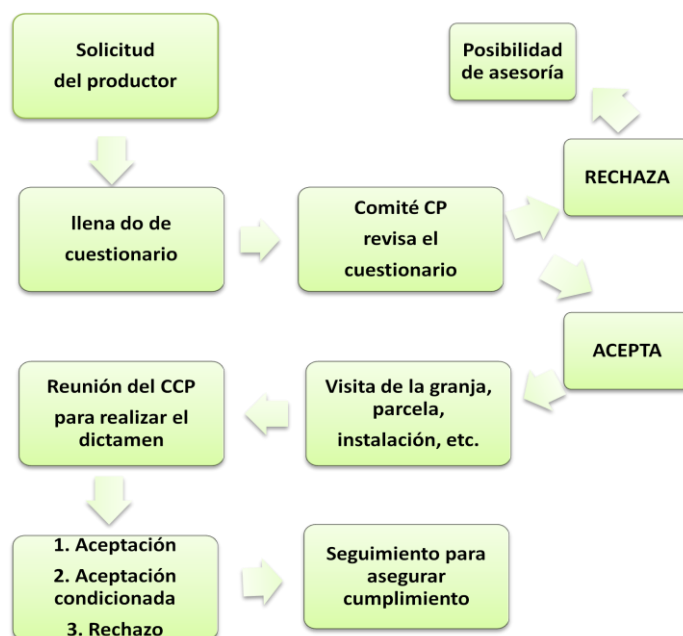 Solicitud
del productor
llena do de
cuestionario
Comité CP
revisa el
cuestionario
RECHAZA
Posibilidad
de asesoría
ACEPTA
Visita de la granja,
parcela,
instalación, etc.
Reunión del CCP
para realizar el
dictamen
1. Aceptación
2. Aceptación
condicionada
3. Rechazo
Seguimiento para
asegurar
cumplimiento